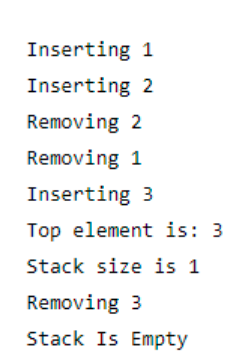 Inserting 1
Inserting 2
Removing 2
Removing 1
Inserting 3
Top element is: 3
Stack size is 1
Removing 3
Stack Is Empty